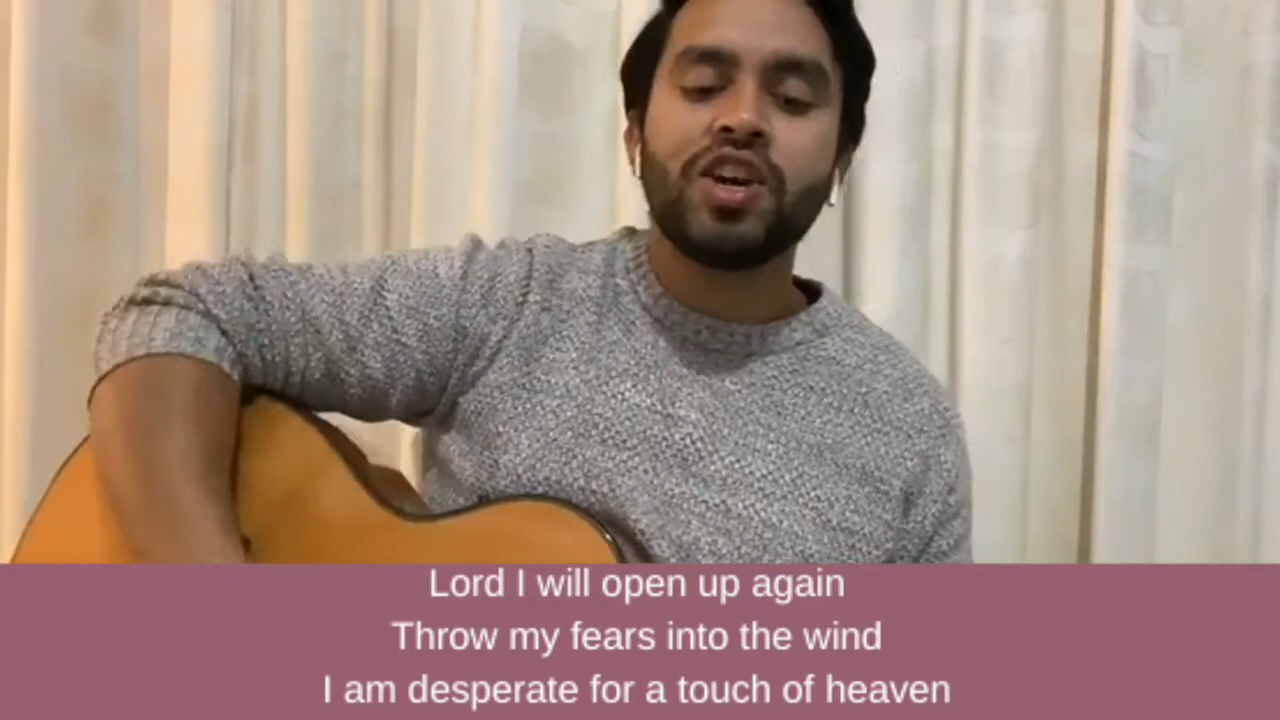 Lord I will open up again
Throw my fears into the wind
I am desperate for a touch of heaven